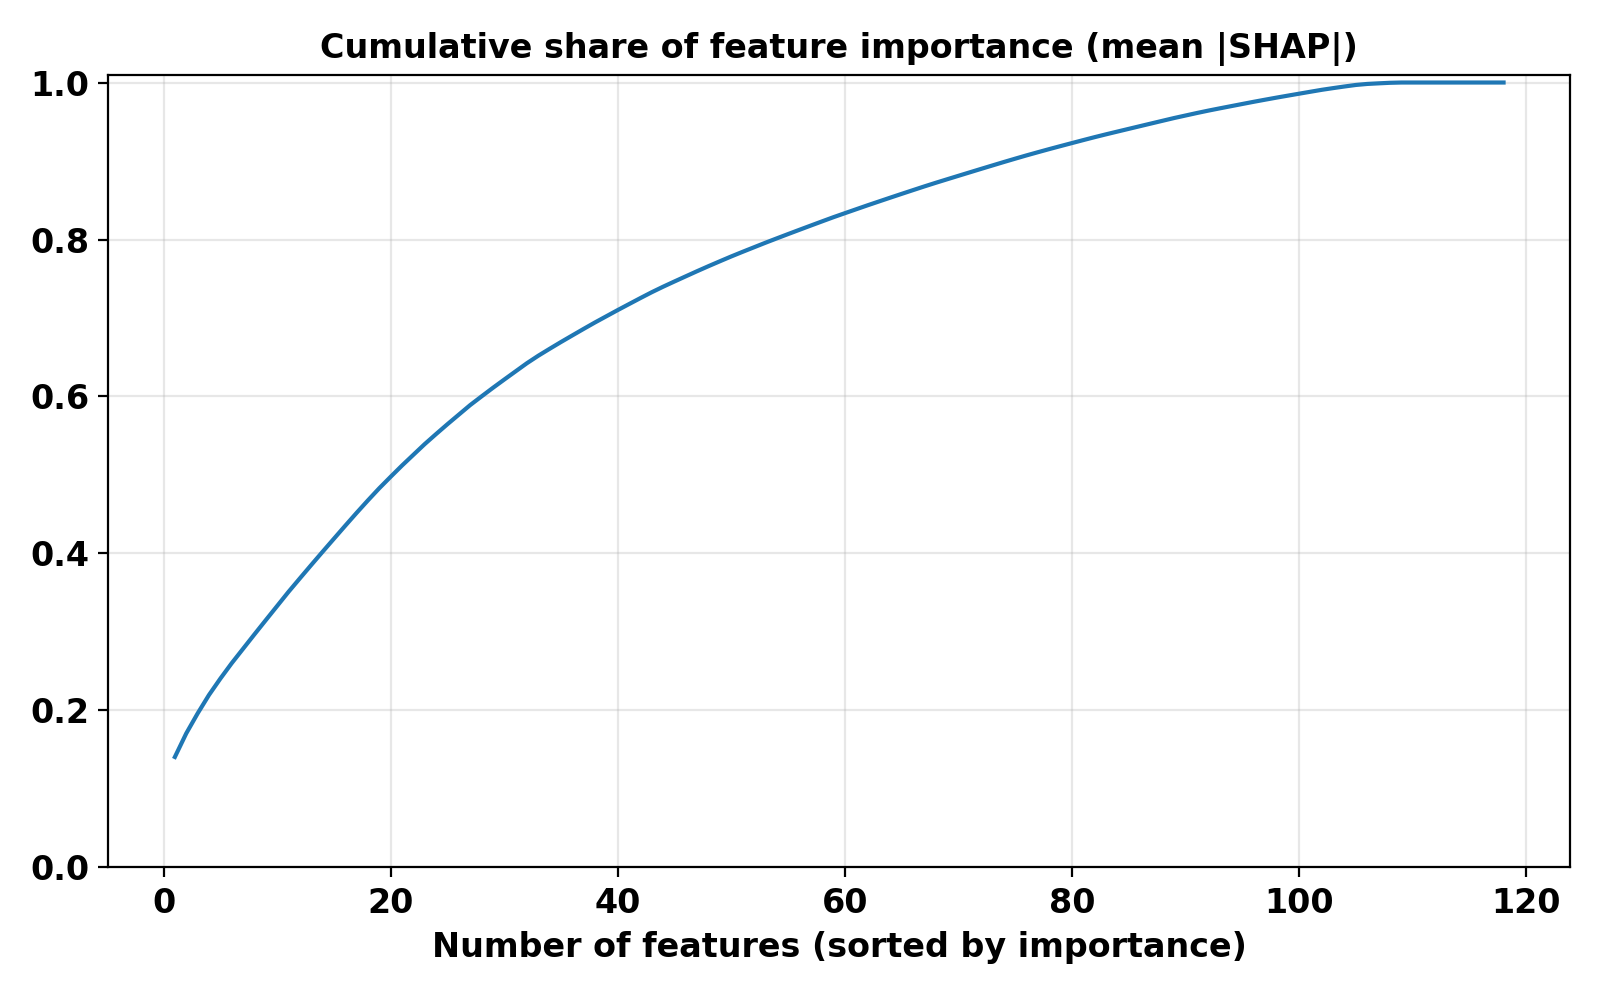 Cumulative share of feature importance (mean |SHAP|)
1.0
0.8
0.6
0.4
0.2
0.0
0 20 40 60 80 100 120
Number of features (sorted by importance)